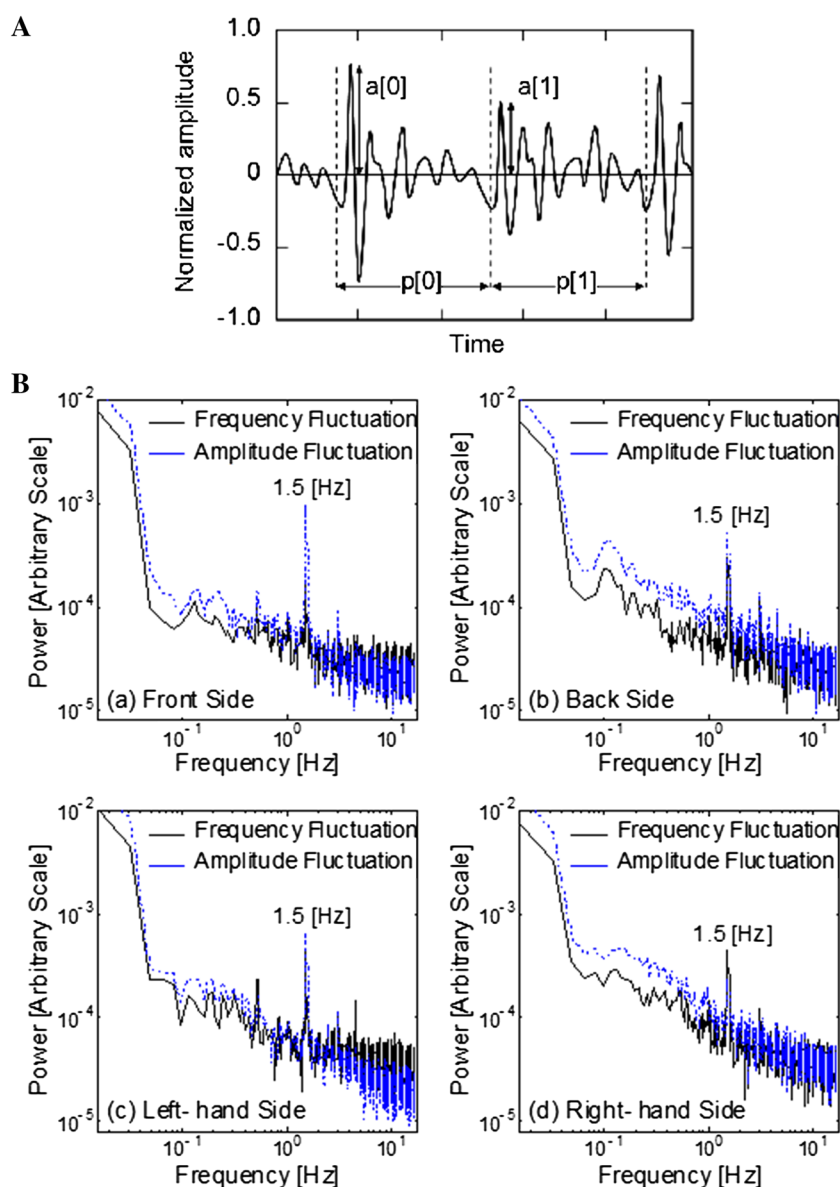 A
Normalized amplitude
1.0
0.5
0
-0.5
-1.0
a[0]
a[1]
p[0]
p[1]
Time
B
Power [Arbitrary Scale]
10-2
10-3
10-4
10-5
Frequency Fluctuation
Amplitude Fluctuation
1.5 [Hz]
(a) Front Side
10-1
100
101
Frequency [Hz]
Power [Arbitrary Scale]
10-2
10-3
10-4
10-5
Frequency Fluctuation
Amplitude Fluctuation
1.5 [Hz]
(b) Back Side
10-1
100
101
Frequency [Hz]
Power [Arbitrary Scale]
10-2
10-3
10-4
10-5
Frequency Fluctuation
Amplitude Fluctuation
1.5 [Hz]
(c) Left- hand Side
10-1
100
101
Frequency [Hz]
Power [Arbitrary Scale]
10-2
10-3
10-4
10-5
Frequency Fluctuation
Amplitude Fluctuation
1.5 [Hz]
(d) Right- hand Side
10-1
100
101
Frequency [Hz]